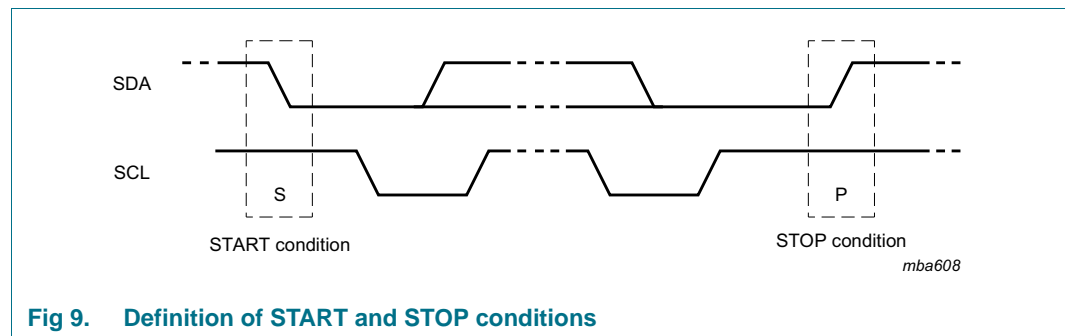 SDA
SCL
S
P
START condition
STOP condition
mba608
Fig 9. Definition of START and STOP conditions